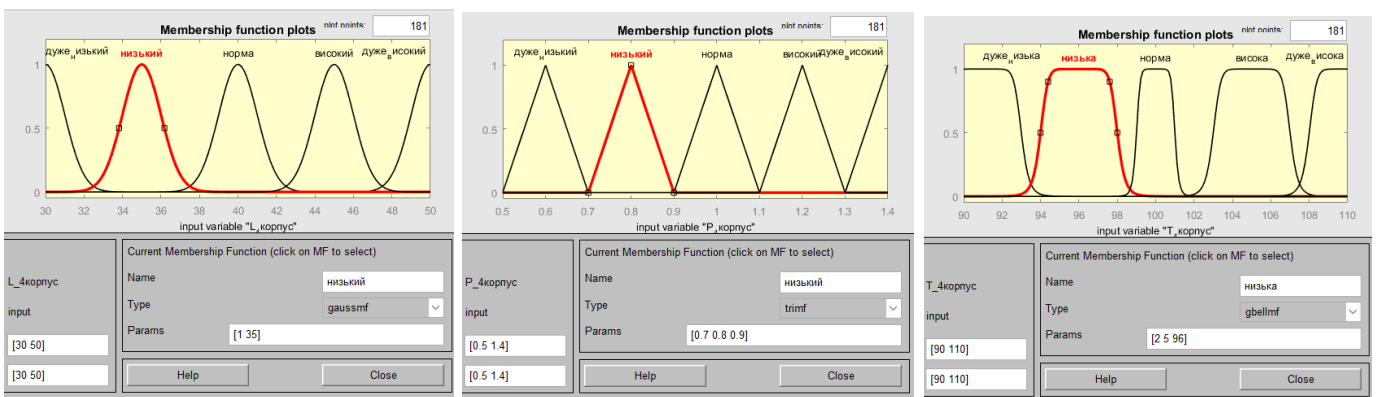 Membership function plots
plot points:
181
дуже_низький
низький
норма
високий
дуже_високий
1
0.5
0
30 32 34 36 38 40 42 44 46 48 50
input variable "L_4корпус"
L_4корпус
input
[30 50]
[30 50]
Current Membership Function (click on MF to select)
Name
низький
Type
gaussmf
Params
[1 35]
Help
Close
Membership function plots
plot points:
181
дуже_низький
низький
норма
високий
дуже_високий
1
0.5
0
0.5 0.6 0.7 0.8 0.9 1 1.1 1.2 1.3 1.4
input variable "P_4корпус"
P_4корпус
input
[0.5 1.4]
[0.5 1.4]
Current Membership Function (click on MF to select)
Name
низький
Type
trimf
Params
[0.7 0.8 0.9]
Help
Close
Membership function plots
plot points:
181
дуже_низька
низька
норма
висока
дуже_висока
1
0.5
0
90 92 94 96 98 100 102 104 106 108 110
input variable "T_4корпус"
T_4корпус
input
[90 110]
[90 110]
Current Membership Function (click on MF to select)
Name
низька
Type
gbellmf
Params
[2 5 96]
Help
Close